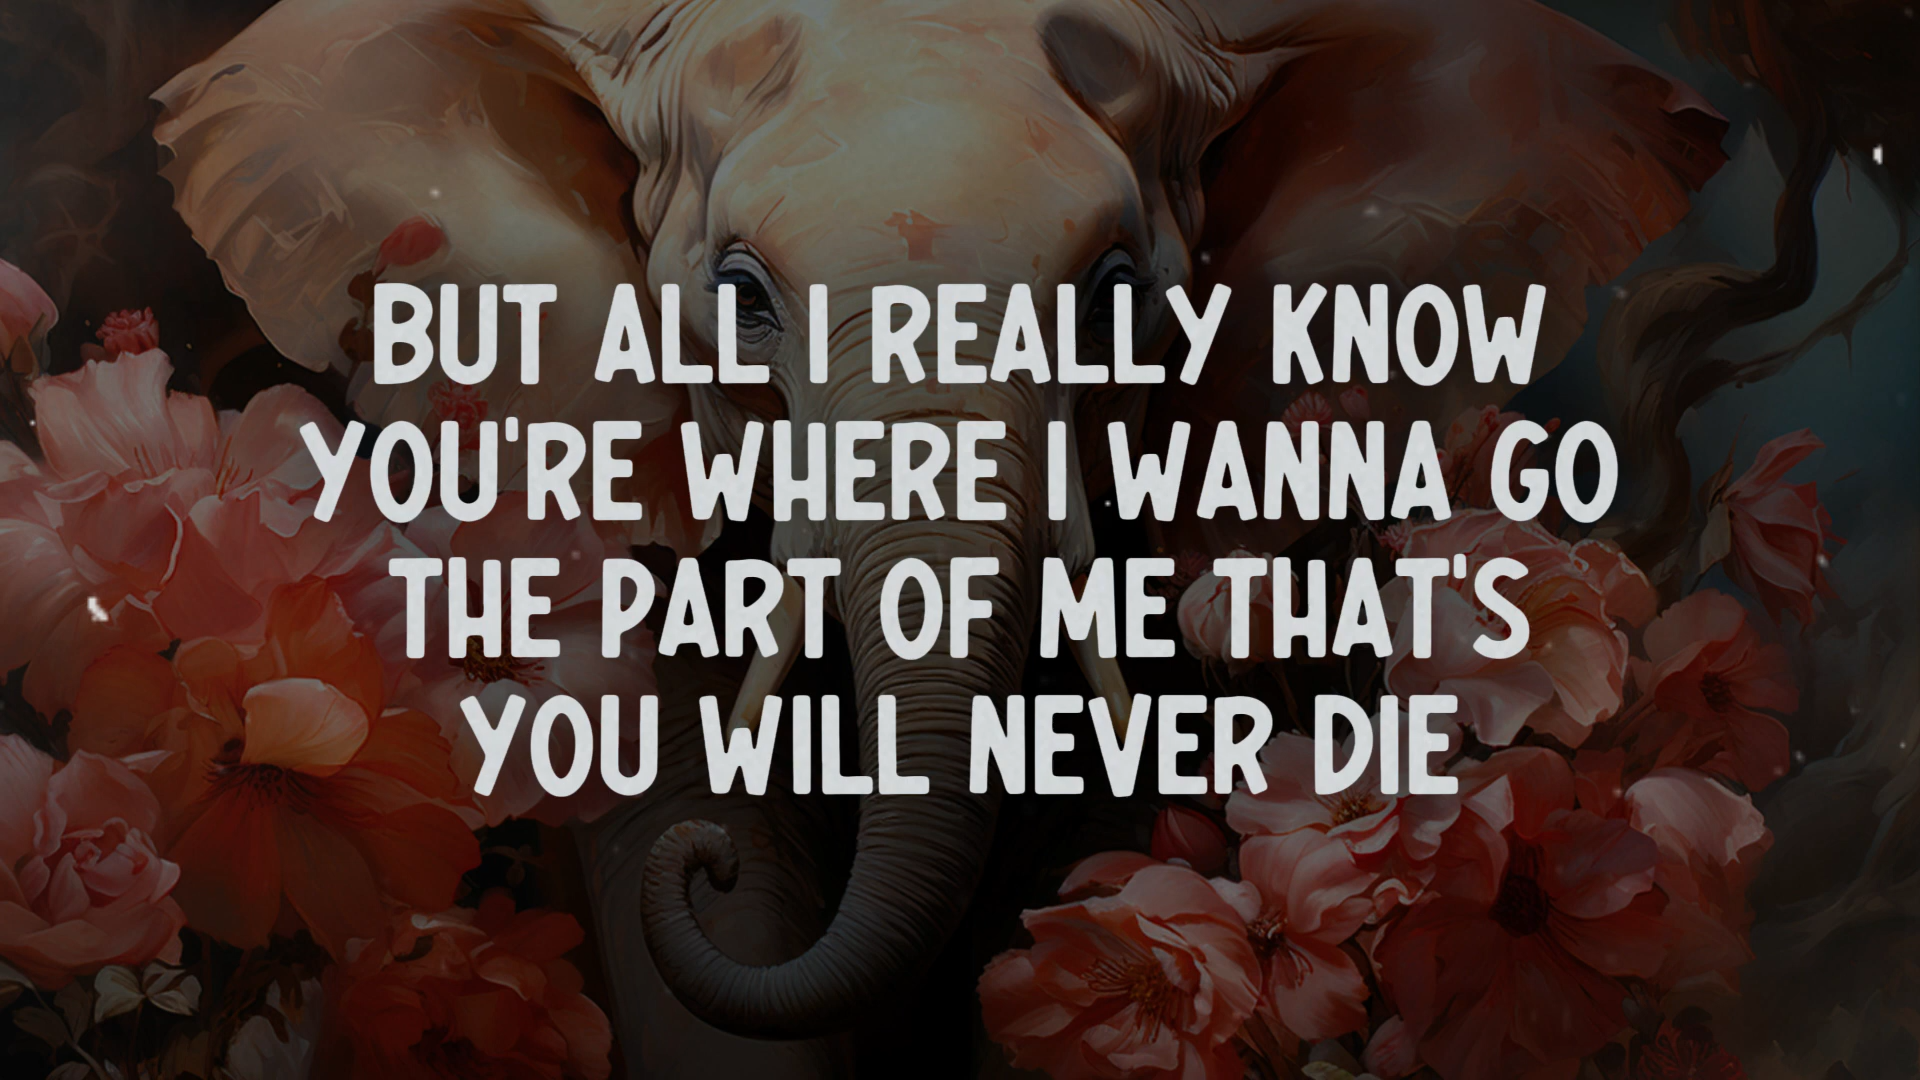 BUT ALL I REALLY KNOW
YOU'RE WHERE I WANNA GO
THE PART OF ME THAT'S
YOU WILL NEVER DIE